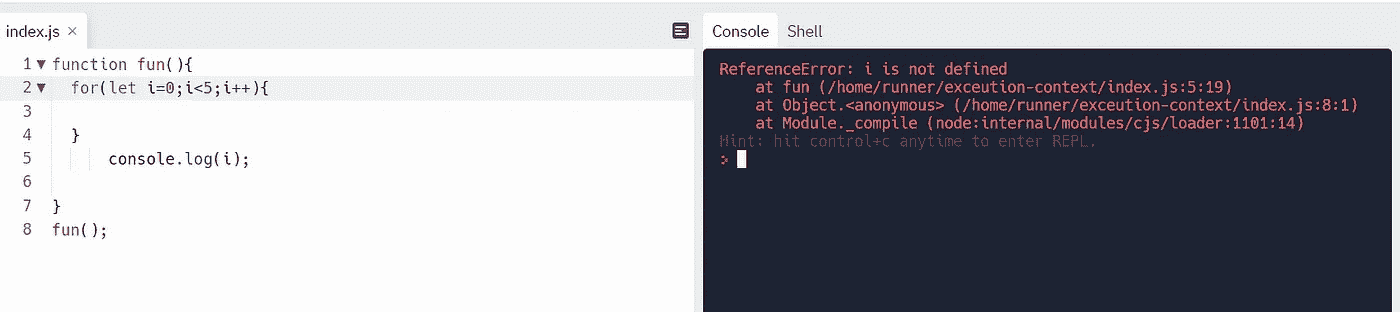 index.js ×
Console Shell
1 function fun(){
2 for(let i=0;i<5;i++){
3
4 }
5 console.log(i);
6
7 }
8 fun();
ReferenceError: i is not defined
at fun (/home/runner/exceution-context/index.js:5:19)
at Object.<anonymous> (/home/runner/exceution-context/index.js:8:1)
at Module._compile (node:internal/modules/cjs/loader:1101:14)
Hint: hit control+c anytime to enter REPL.
>